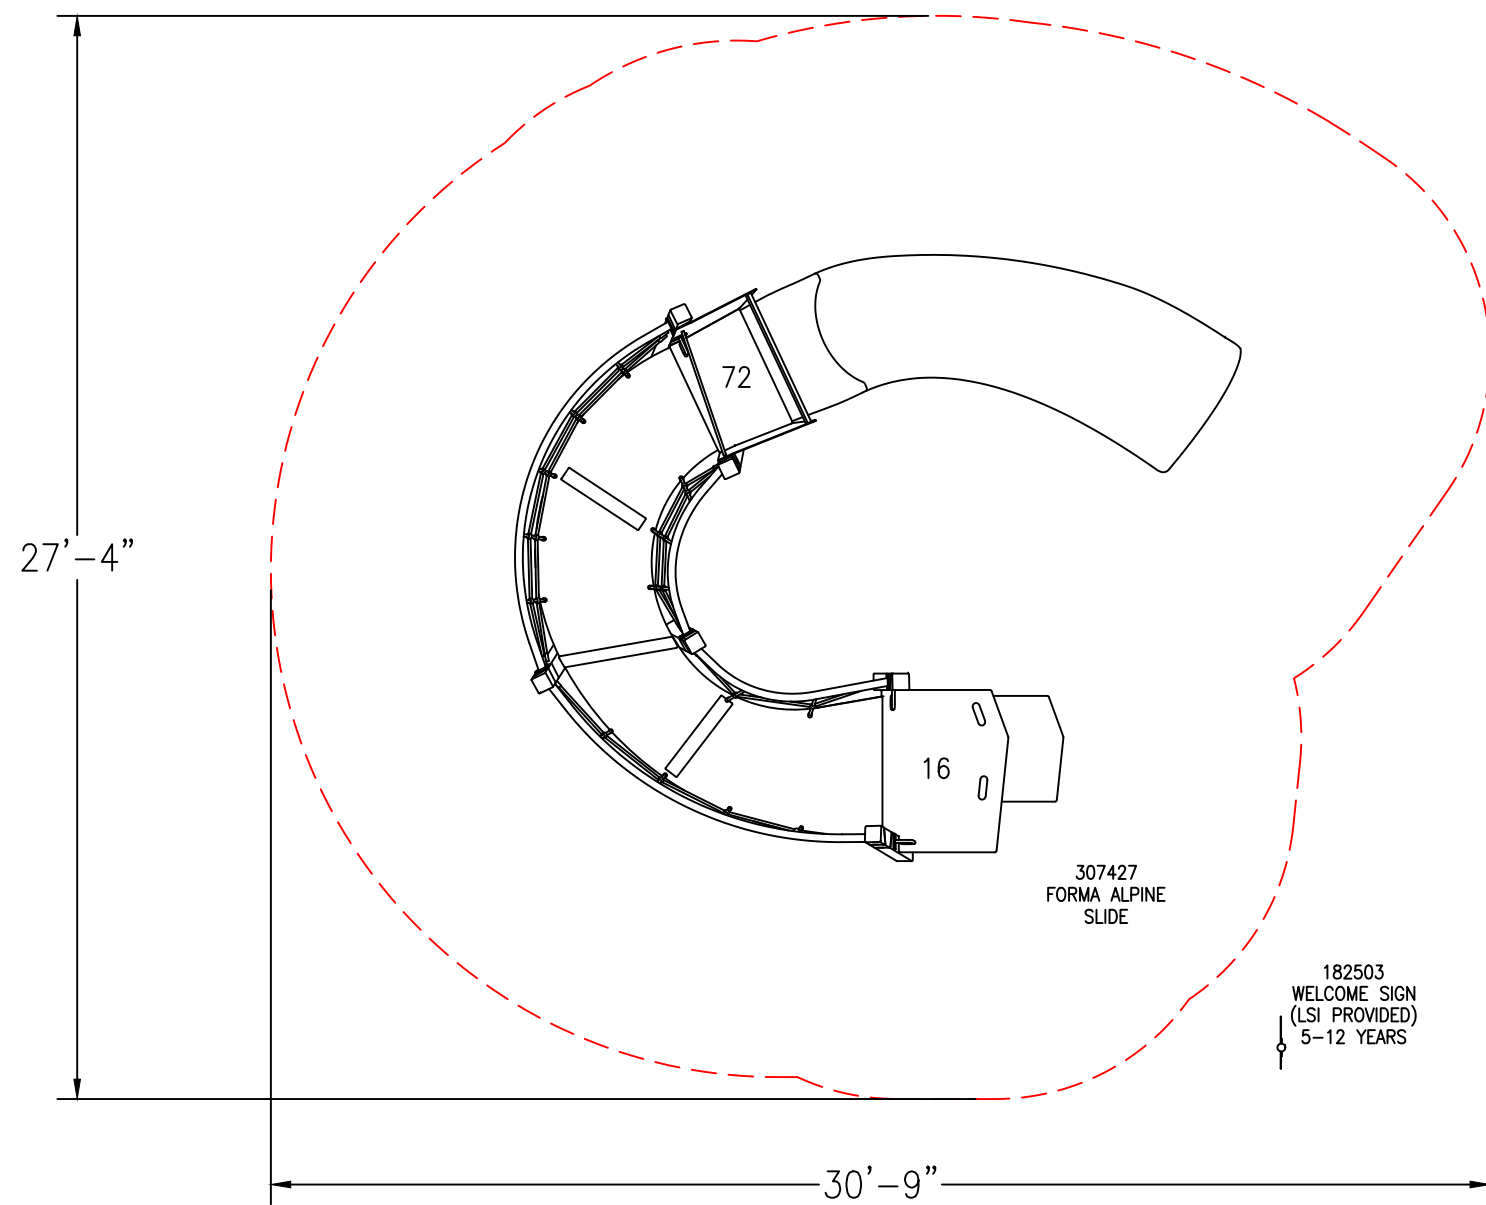 72
27'-4"
16
307427
FORMA ALPINE
SLIDE
182503
WELCOME SIGN
(LSI PROVIDED)
5-12 YEARS
30'-9"